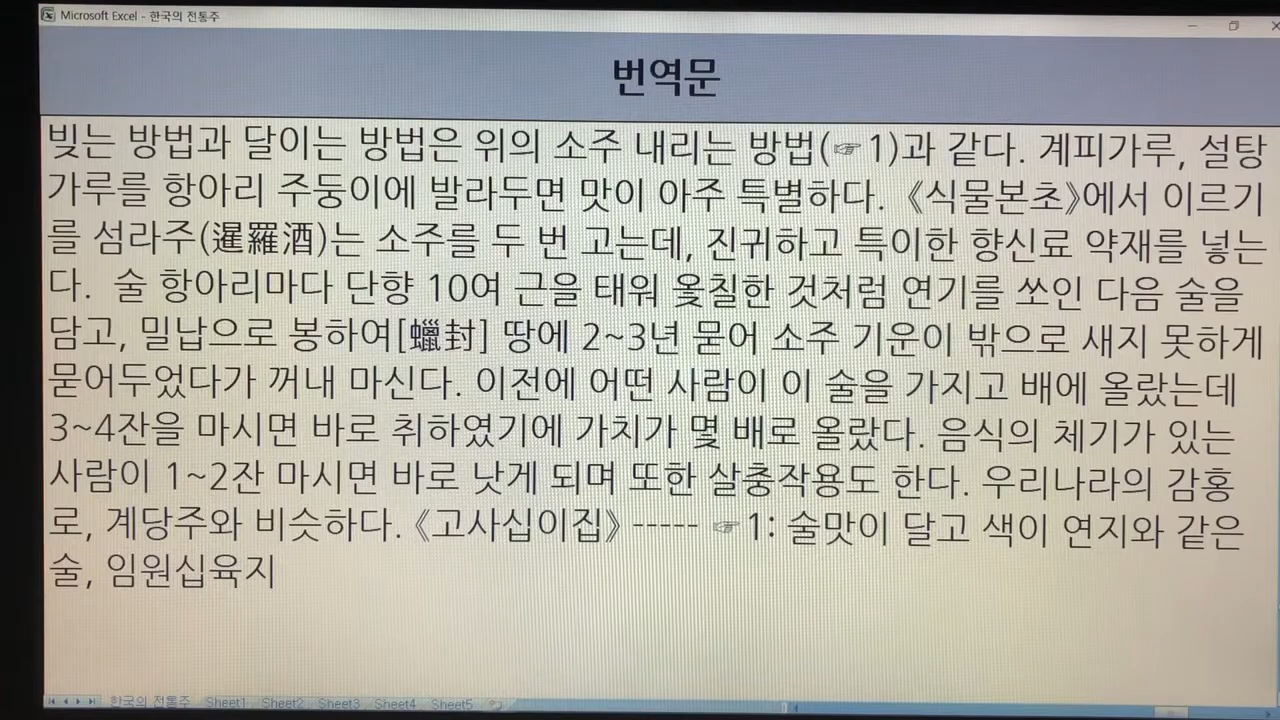 Microsoft Excel - 한국의 전통주
번역문
빚는 방법과 달이는 방법은 위의 소주 내리는 방법(☞1)과 같다. 계피가루, 설탕
가루를 항아리 주둥이에 발라두면 맛이 아주 특별하다. 《식물본초》에서 이르기
를 섬라주(暹羅酒)는 소주를 두 번 고는데, 진귀하고 특이한 향신료 약재를 넣는
다. 술 항아리마다 단향 10여 근을 태워 옻칠한 것처럼 연기를 쏘인 다음 술을
담고, 밀납으로 봉하여[蠟封] 땅에 2~3년 묻어 소주 기운이 밖으로 새지 못하게
묻어두었다가 꺼내 마신다. 이전에 어떤 사람이 이 술을 가지고 배에 올랐는데
3~4잔을 마시면 바로 취하였기에 가치가 몇 배로 올랐다. 음식의 체기가 있는
사람이 1~2잔 마시면 바로 낫게 되며 또한 살충작용도 한다. 우리나라의 감홍
로, 계당주와 비슷하다. 《고사십이집》 ----- ☞1: 술맛이 달고 색이 연지와 같은
술, 임원십육지
한국의 전통주 Sheet1 Sheet2 Sheet3 Sheet4 Sheet5